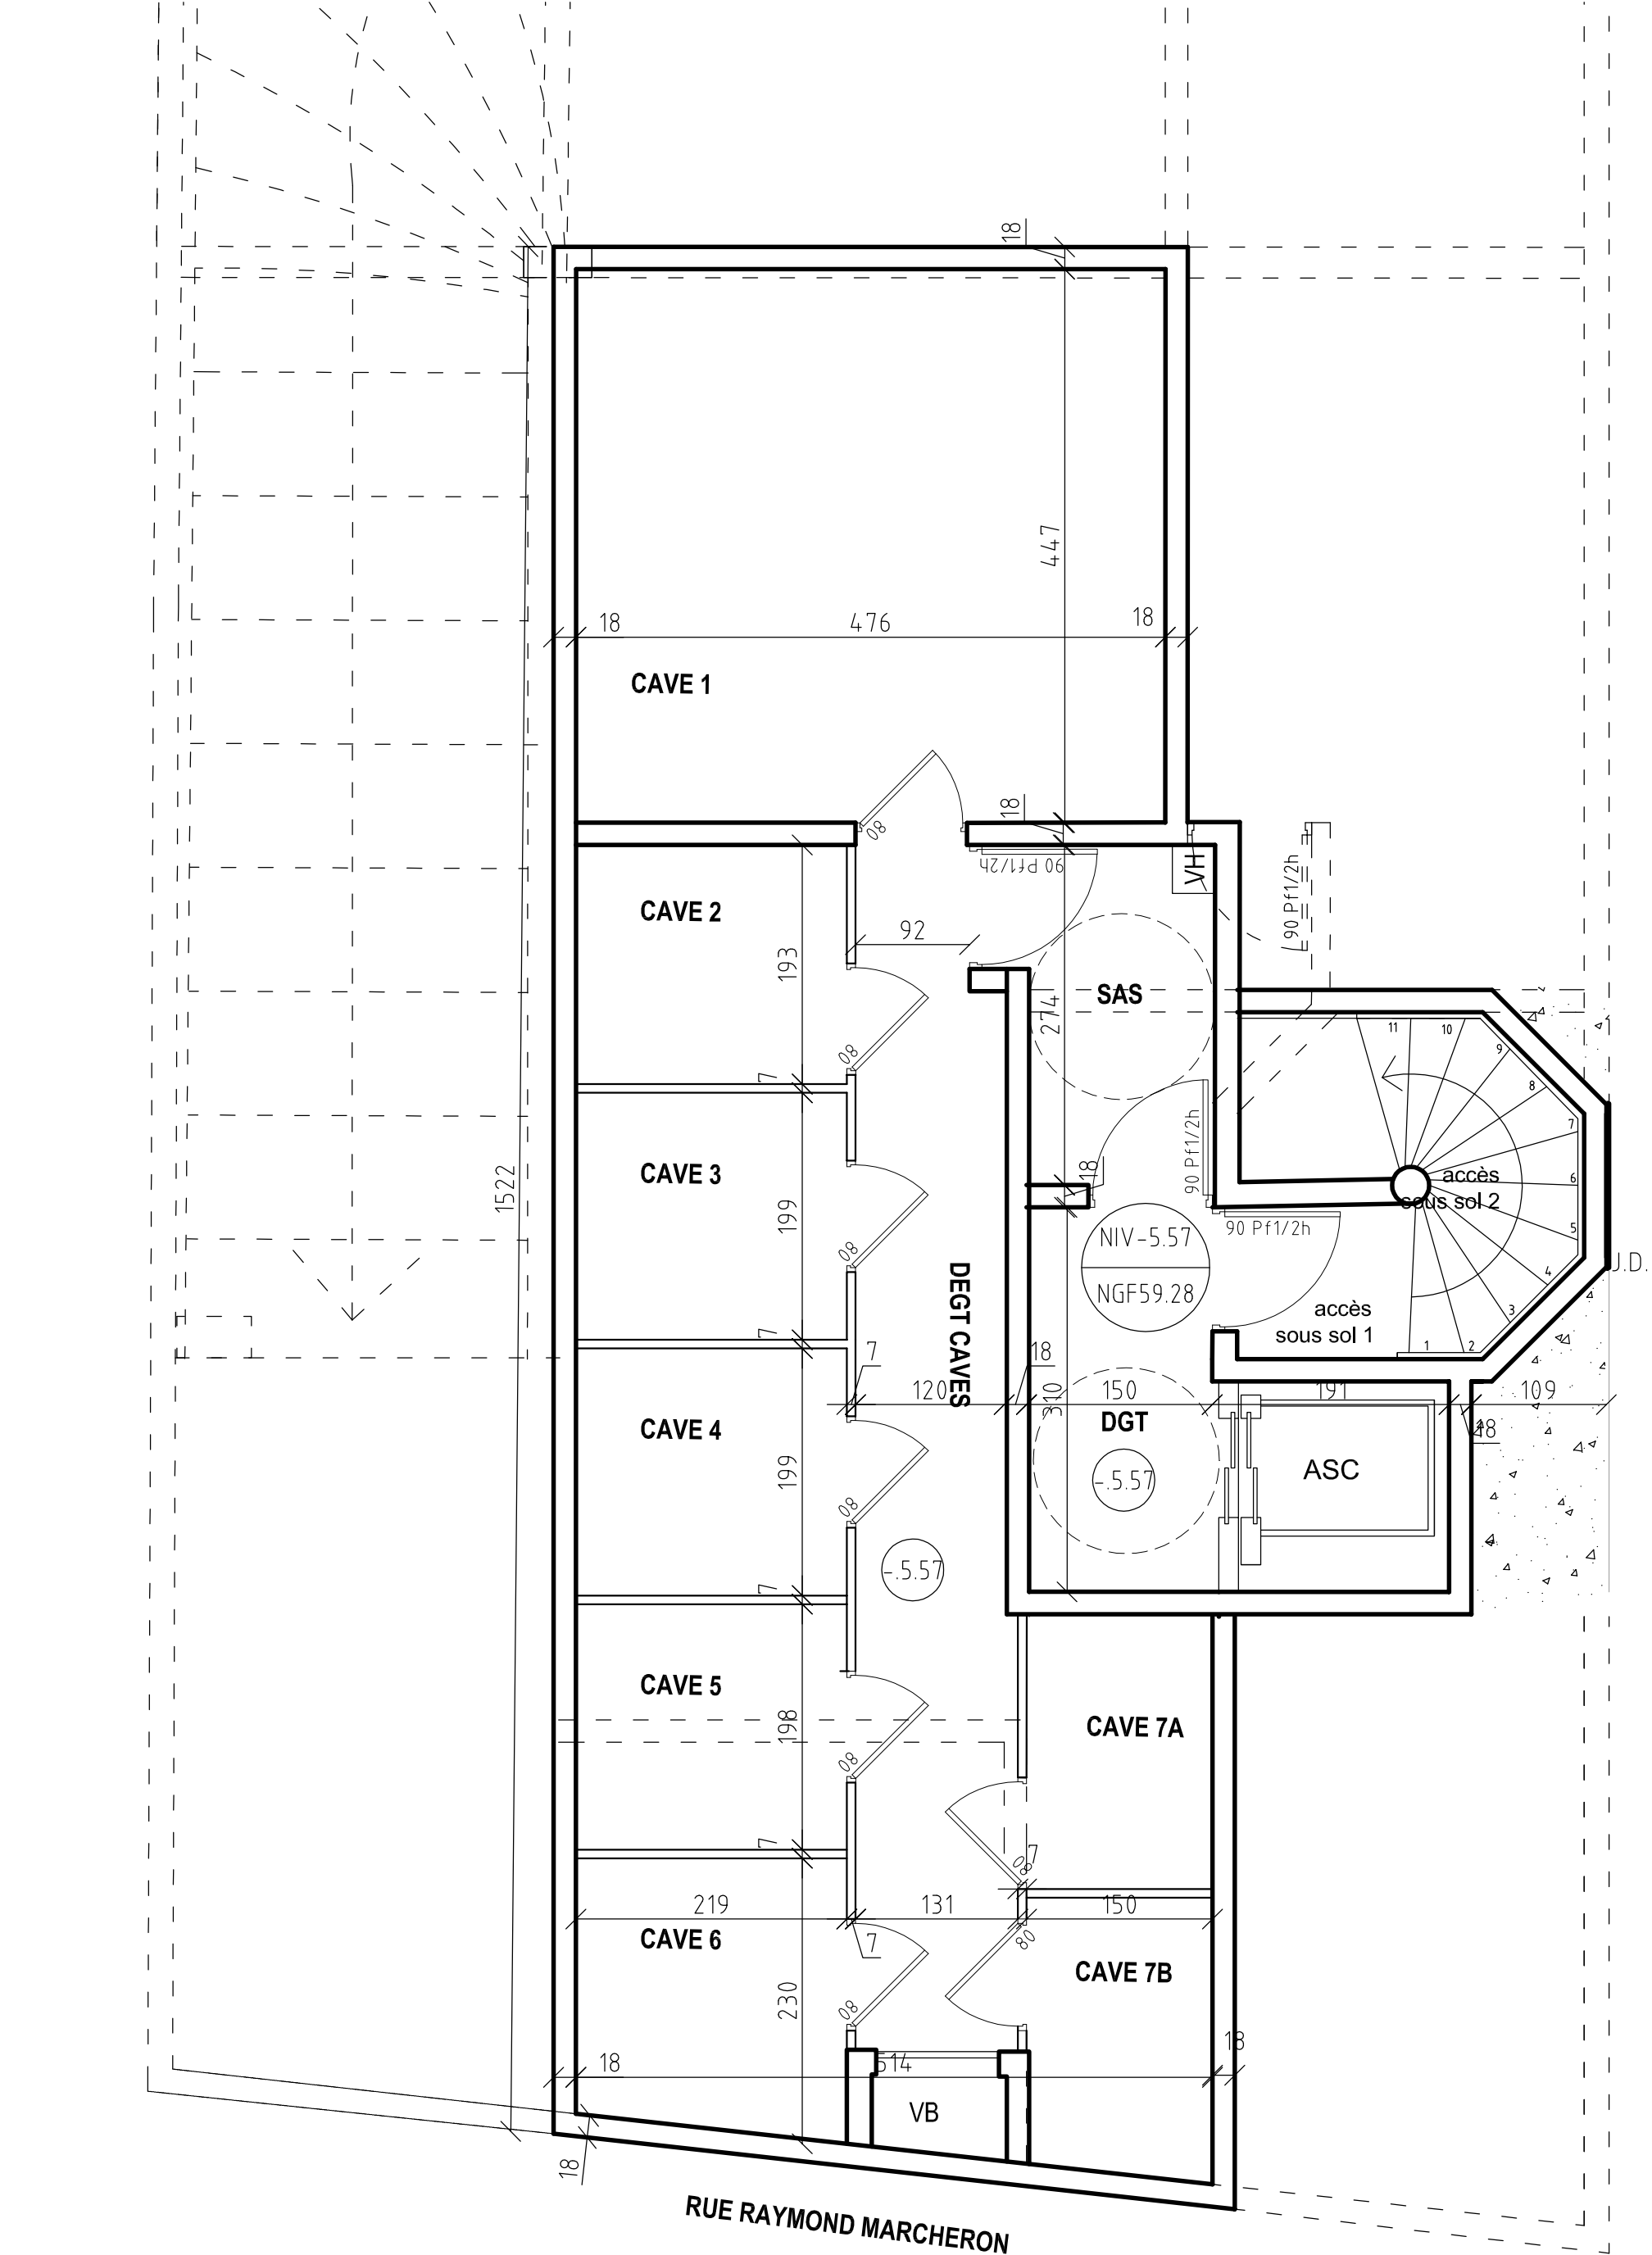 18
447
18
476
18
CAVE 1
18
80
90 Pf1/2h
VH
90 Pf1/2h
CAVE 2
92
193
SAS
274
11
10
9
8
7
6
5
4
3
2
1
80
7
90 Pf1/2h
18
CAVE 3
accès
sous sol 2
1522
199
80
NIV-5.57
NGF59.28
90 Pf1/2h
J.D.
DEGT CAVES
accès
sous sol 1
7
7
18
120
310
150
191
109
18
CAVE 4
DGT
199
-.5.57
ASC
80
-.5.57
7
CAVE 5
198
CAVE 7A
80
7
80
7
219
131
150
CAVE 6
7
80
CAVE 7B
230
80
18
18
514
VB
18
RUE RAYMOND MARCHERON